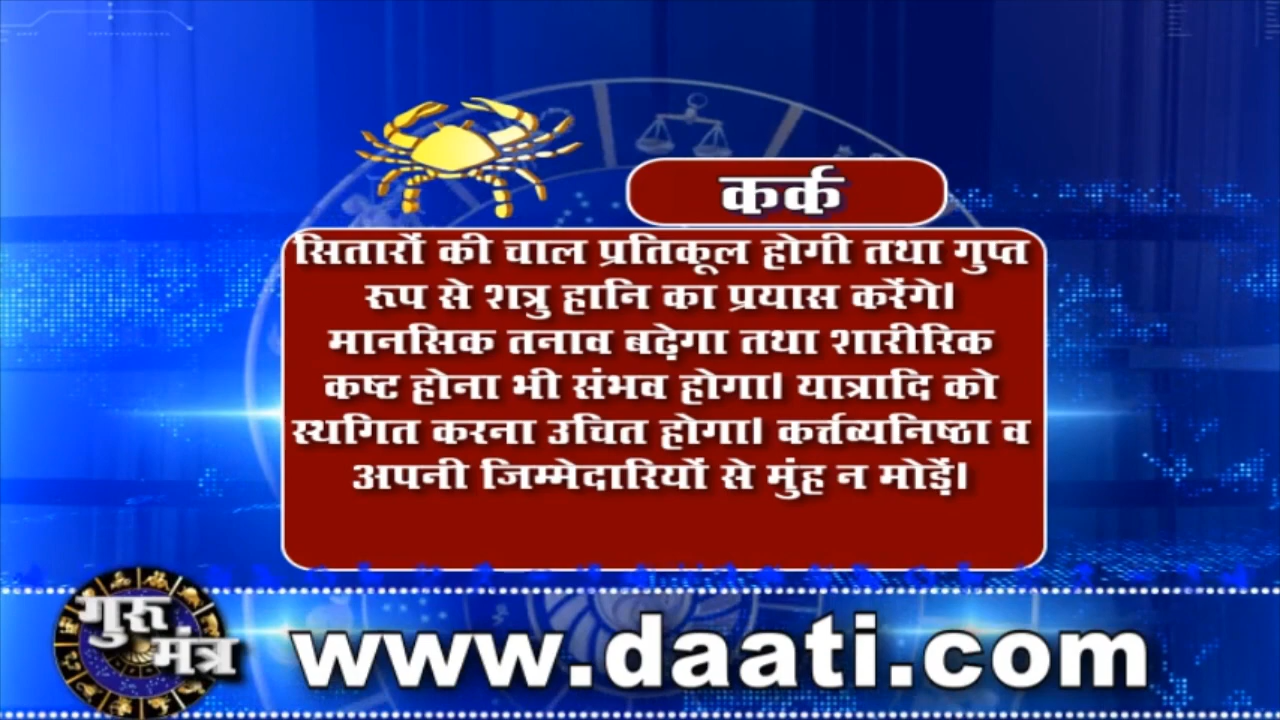 कर्क
सितारों की चाल प्रतिकूल होगी तथा गुप्त
रूप से शत्रु हानि का प्रयास करेंगे।
मानसिक तनाव बढ़ेगा तथा शारीरिक
कष्ट होना भी संभव होगा। यात्रादि को
स्थगित करना उचित होगा। कर्त्तव्यनिष्ठा व
अपनी जिम्मेदारियों से मुंह न मोड़ें।
गुरु
मंत्र
www.daati.com